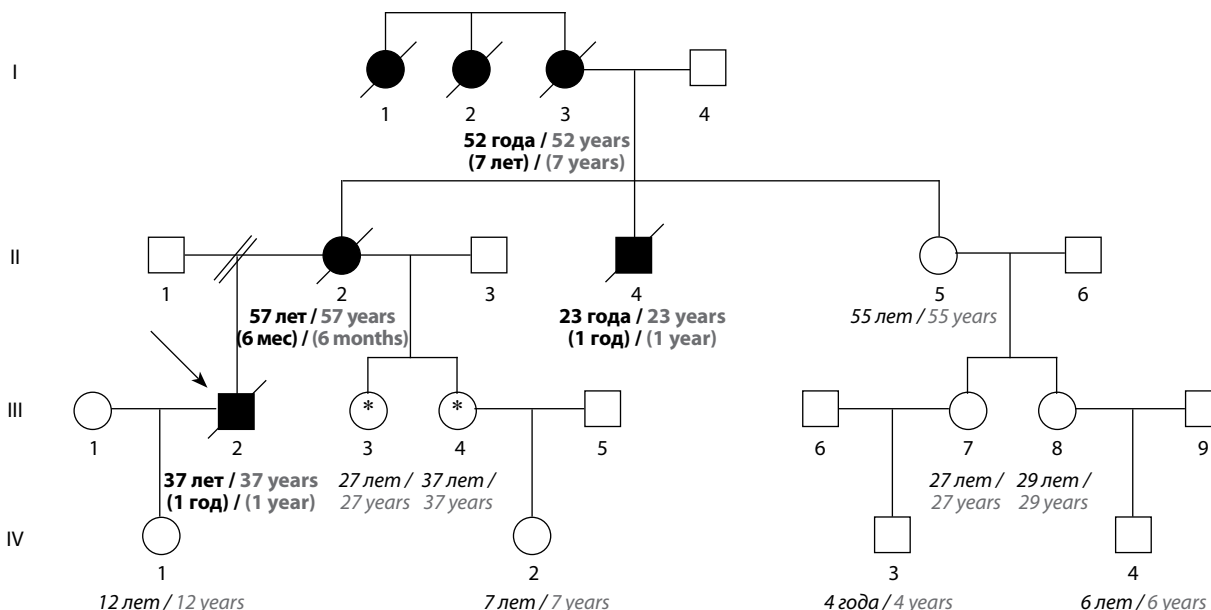 I
1 2 3 4
52 года / 52 years
(7 лет) / (7 years)
II
1 2 3 4 5 6
57 лет / 57 years
(6 мес) / (6 months)
23 года / 23 years
(1 год) / (1 year)
55 лет / 55 years
III
* *
1 2 3 4 5 6 7 8 9
37 лет / 37 years
(1 год) / (1 year)
27 лет /
27 years
37 лет /
37 years
27 лет /
27 years
29 лет /
29 years
IV
1 2 3 4
12 лет / 12 years
7 лет / 7 years
4 года / 4 years
6 лет / 6 years